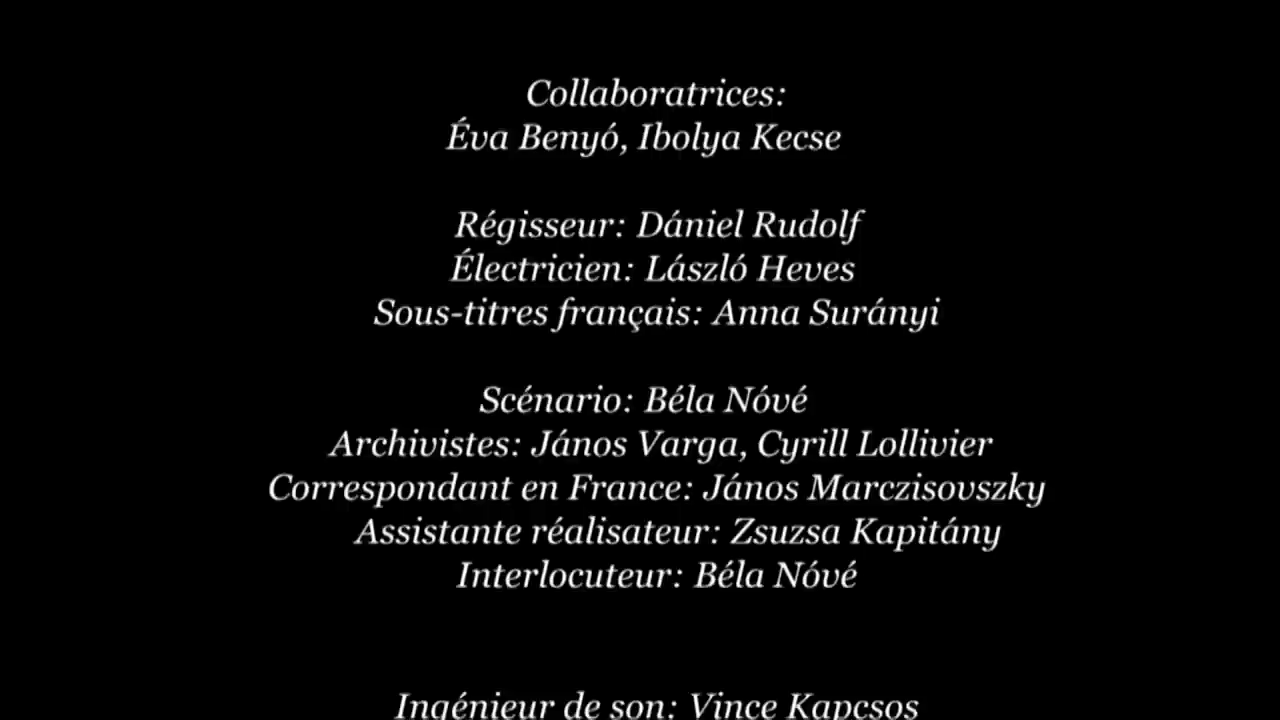 Collaboratrices:
Éva Benyó, Ibolya Kecse
Régisseur: Dániel Rudolf
Électricien: László Heves
Sous-titres français: Anna Surányi
Scénario: Béla Nóvé
Archivistes: János Varga, Cyrill Lollivier
Correspondant en France: János Marczisovszky
Assistante réalisateur: Zsuzsa Kapitány
Interlocuteur: Béla Nóvé
Ingénieur de son: Vince Kapcsos